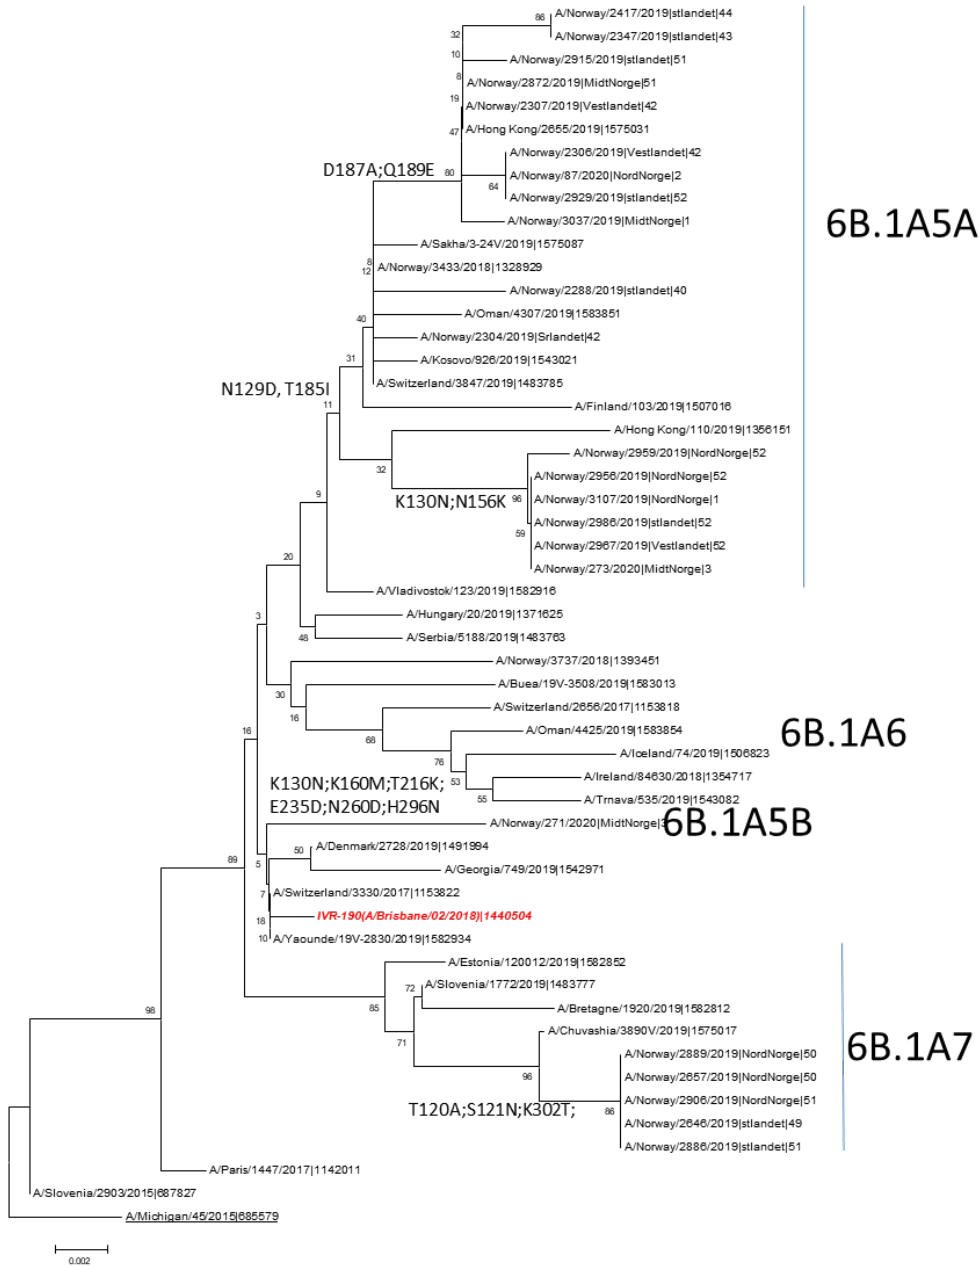 86
A/Norway/2417/2019|stlandet|44
A/Norway/2347/2019|stlandet|43
32
10
A/Norway/2915/2019|stlandet|51
8
A/Norway/2872/2019|MidtNorge|51
19
A/Norway/2307/2019|Vestlandet|42
47
A/Hong Kong/2655/2019|1575031
A/Norway/2306/2019|Vestlandet|42
D187A;Q189E
80
A/Norway/87/2020|NordNorge|2
64
A/Norway/2929/2019|stlandet|52
A/Norway/3037/2019|MidtNorge|1
6B.1A5A
A/Sakha/3-24V/2019|1575087
8
12
A/Norway/3433/2018|1328929
A/Norway/2288/2019|stlandet|40
40
A/Oman/4307/2019|1583851
A/Norway/2304/2019|Srlandet|42
31
A/Kosovo/926/2019|1543021
A/Switzerland/3847/2019|1483785
N129D, T185I
11
A/Finland/103/2019|1507016
A/Hong Kong/110/2019|1356151
32
A/Norway/2959/2019|NordNorge|52
A/Norway/2956/2019|NordNorge|52
K130N;N156K
96
A/Norway/3107/2019|NordNorge|1
9
A/Norway/2986/2019|stlandet|52
59
A/Norway/2967/2019|Vestlandet|52
A/Norway/273/2020|MidtNorge|3
20
A/Vladivostok/123/2019|1582916
3
A/Hungary/20/2019|1371625
48
A/Serbia/5188/2019|1483763
A/Norway/3737/2018|1393451
30
A/Buea/19V-3508/2019|1583013
16
A/Switzerland/2656/2017|1153818
16
68
A/Oman/4425/2019|1583854
6B.1A6
76
A/Iceland/74/2019|1506823
53
A/Ireland/84630/2018|1354717
K130N;K160M;T216K;
E235D;N260D;H296N
55
A/Trnava/535/2019|1543082
A/Norway/271/2020|MidtNorge|3
6B.1A5B
50
A/Denmark/2728/2019|1491994
89
5
A/Georgia/749/2019|1542971
7
A/Switzerland/3330/2017|1153822
18
IVR-190(A/Brisbane/02/2018)|1440504
10
A/Yaounde/19V-2830/2019|1582934
A/Estonia/120012/2019|1582852
72
A/Slovenia/1772/2019|1483777
85
A/Bretagne/1920/2019|1582812
98
A/Chuvashia/3890V/2019|1575017
71
6B.1A7
A/Norway/2889/2019|NordNorge|50
96
A/Norway/2657/2019|NordNorge|50
A/Norway/2906/2019|NordNorge|51
T120A;S121N;K302T;
86
A/Norway/2646/2019|stlandet|49
A/Norway/2886/2019|stlandet|51
A/Paris/1447/2017|1142011
A/Slovenia/2903/2015|687827
A/Michigan/45/2015|685579
0.002